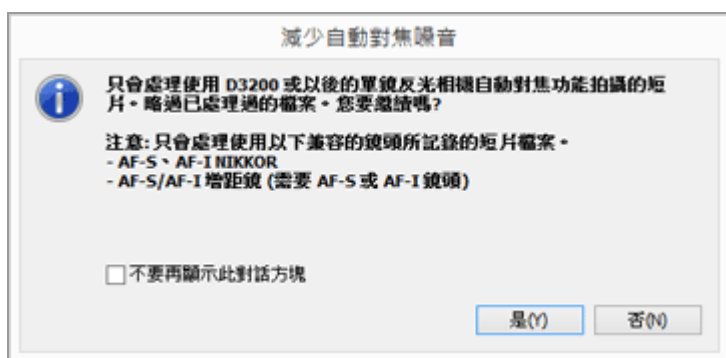 減少自動對焦噪音
只會處理使用 D3200 或以後的單鏡反光相機自動對焦功能拍攝的短
片。略過已處理過的檔案。您要繼續嗎?
注意: 只會處理使用以下兼容的鏡頭所記錄的短片檔案。
- AF-S、AF-I NIKKOR
- AF-S/AF-I 增距鏡 (需要 AF-S 或 AF-I 鏡頭)
不要再顯示此對話方塊
是(Y)
否(N)